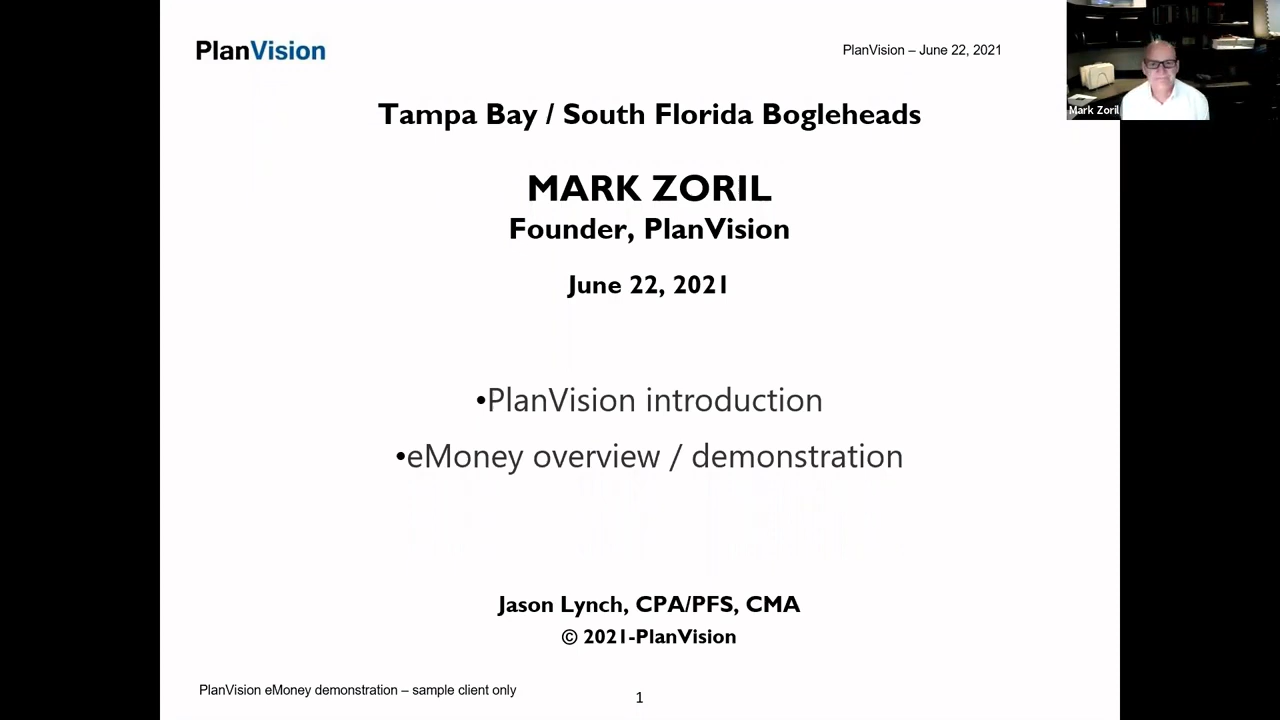 PlanVision
PlanVision – June 22, 2021
Mark Zoril
Tampa Bay / South Florida Bogleheads
MARK ZORIL
Founder, PlanVision
June 22, 2021
•PlanVision introduction
•eMoney overview / demonstration
Jason Lynch, CPA/PFS, CMA
© 2021-PlanVision
PlanVision eMoney demonstration – sample client only
1